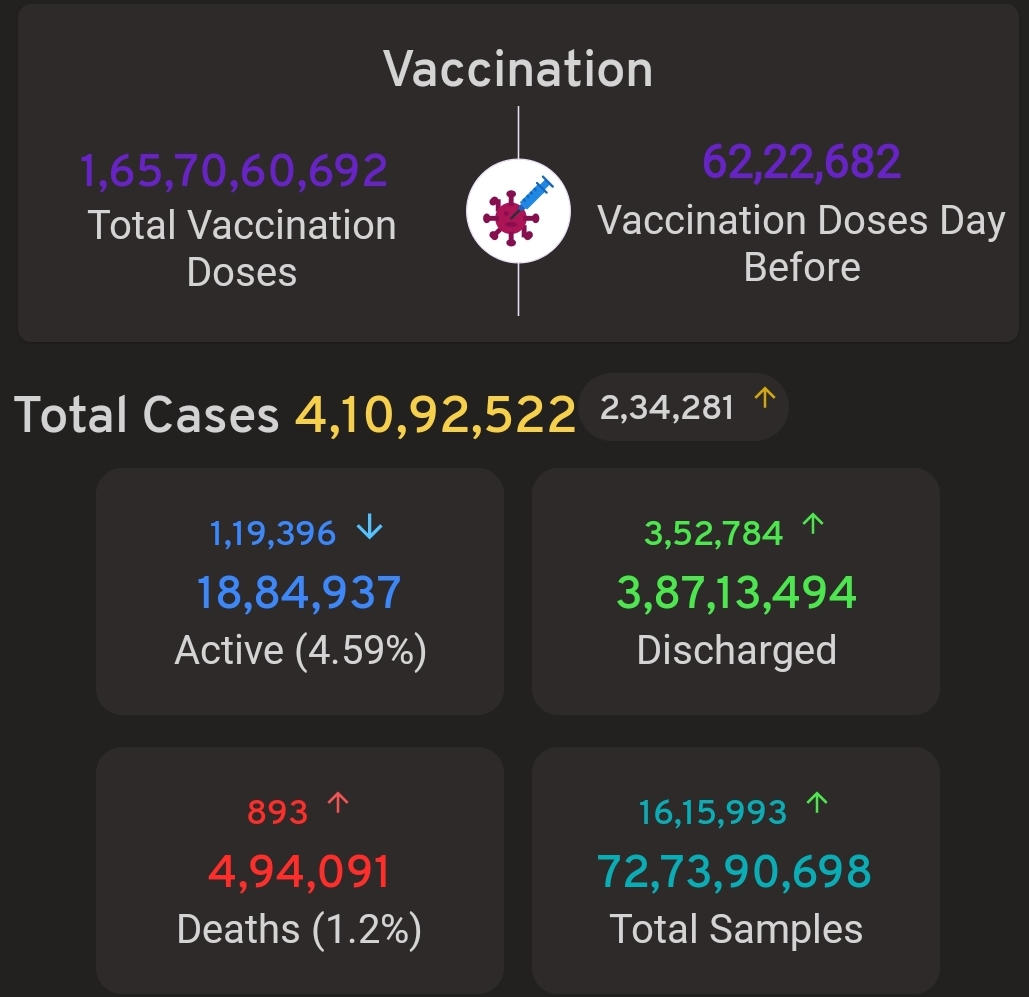 Vaccination
1,65,70,60,692
Total Vaccination
Doses
62,22,682
Vaccination Doses Day
Before
Total Cases 4,10,92,522 2,34,281 ↑
1,19,396 ↓
18,84,937
Active (4.59%)
3,52,784 ↑
3,87,13,494
Discharged
893 ↑
4,94,091
Deaths (1.2%)
16,15,993 ↑
72,73,90,698
Total Samples